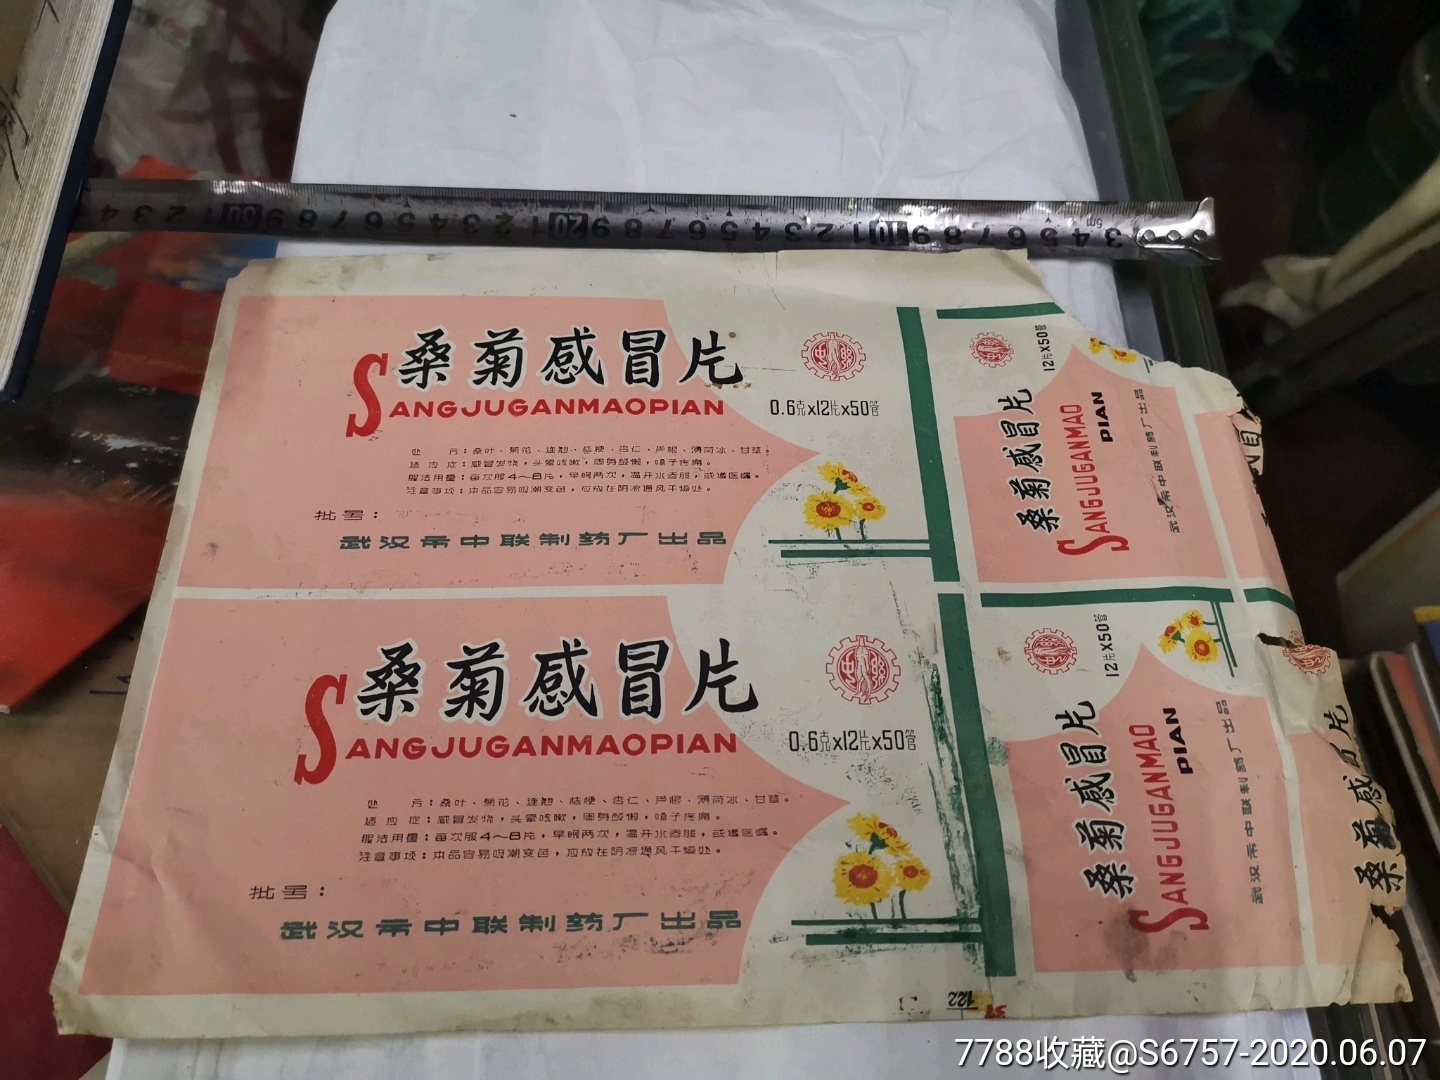 桑菊感冒片
SANGJUGANMAOPIAN
0.6克x12片x50管
处 方：桑叶、菊花、连翘、桔梗、杏仁、芦根、薄荷冰、甘草。
适应症：感冒发烧，头晕咳嗽，周身酸懒，嗓子疼痛。
服法用量：每次服4～8片，早晚两次，温开水吞服，或遵医嘱。
注意事项：本品容易吸潮变色，应放在阴凉通风干燥处。
批号：
武汉市中联制药厂出品
桑菊感冒片
SANGJUGANMAOPIAN
0.6克x12片x50管
处 方：桑叶、菊花、连翘、桔梗、杏仁、芦根、薄荷冰、甘草。
适应症：感冒发烧，头晕咳嗽，周身酸懒，嗓子疼痛。
服法用量：每次服4～8片，早晚两次，温开水吞服，或遵医嘱。
注意事项：本品容易吸潮变色，应放在阴凉通风干燥处。
批号：
武汉市中联制药厂出品
12片X50管
桑菊感冒片
SANGJUGANMAO
PIAN
武汉市中联制药厂出品
12片X50管
桑菊感冒片
SANGJUGANMAO
PIAN
武汉市中联制药厂出品
桑菊感冒片
122
7788收藏@S6757-2020.06.07